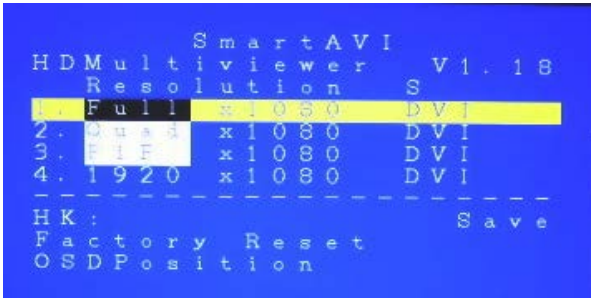 SmartAVI
HDMultiviewer V1.18
Resolution S
1. Full x1080 DVI
2. Quad x1080 DVI
3. PiP x1080 DVI
4. 1920 x1080 DVI
HK: Save
Factory Reset
OSDPosition